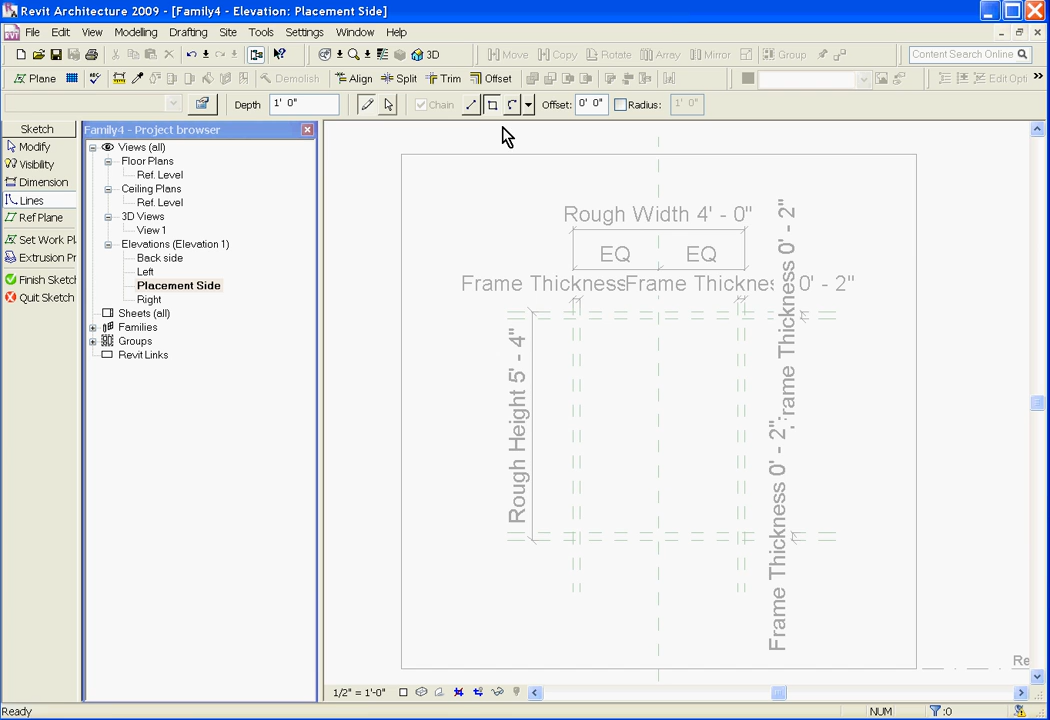 Revit Architecture 2009 - [Family4 - Elevation: Placement Side]
File Edit View Modelling Drafting Site Tools Settings Window Help
3D Move Copy Rotate Array Mirror Group Content Search Online
Plane Demolish Align Split Trim Offset Edit Opti
Depth 1' 0" Chain Offset: 0' 0" Radius: 1' 0"
Sketch
Modify
Visibility
Dimension
Lines
Ref Plane
Set Work Pl
Extrusion Pr
Finish Sketch
Quit Sketch
Family4 - Project browser
Views (all)
Floor Plans
Ref. Level
Ceiling Plans
Ref. Level
3D Views
View 1
Elevations (Elevation 1)
Back side
Left
Placement Side
Right
Sheets (all)
Families
Groups
Revit Links
Rough Width 4' - 0"
EQ EQ
Frame Thickness Frame Thicknes 0' - 2"
Rough Height 5' - 4"
Frame Thickness 0' - 2"
Frame Thickness 0' - 2"
Re
1/2" = 1'-0"
Ready NUM :0